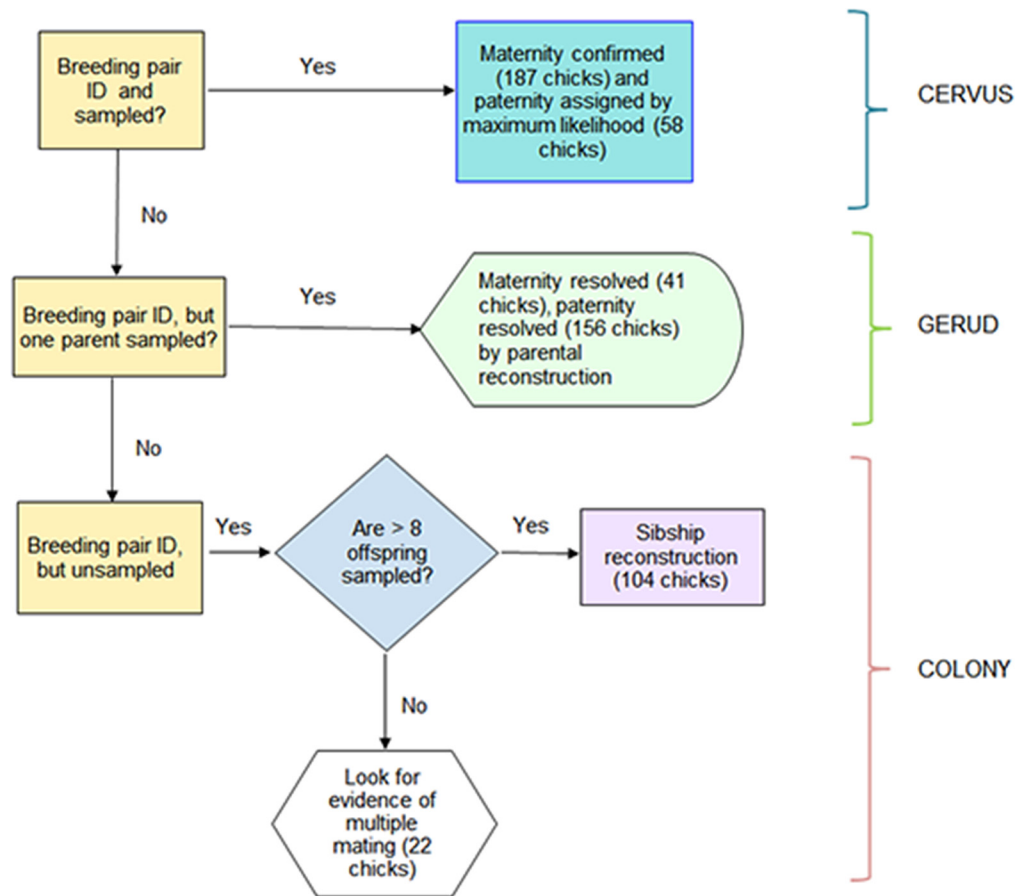 Breeding pair
ID and
sampled?
Yes
Maternity confirmed
(187 chicks) and
paternity assigned by
maximum likelihood (58
chicks)
CERVUS
No
Breeding pair ID, but
one parent sampled?
Yes
Maternity resolved (41
chicks), paternity
resolved (156 chicks)
by parental
reconstruction
GERUD
No
Breeding pair ID,
but unsampled
Yes
Are > 8
offspring
sampled?
Yes
Sibship
reconstruction
(104 chicks)
COLONY
No
Look for
evidence of
multiple
mating (22
chicks)